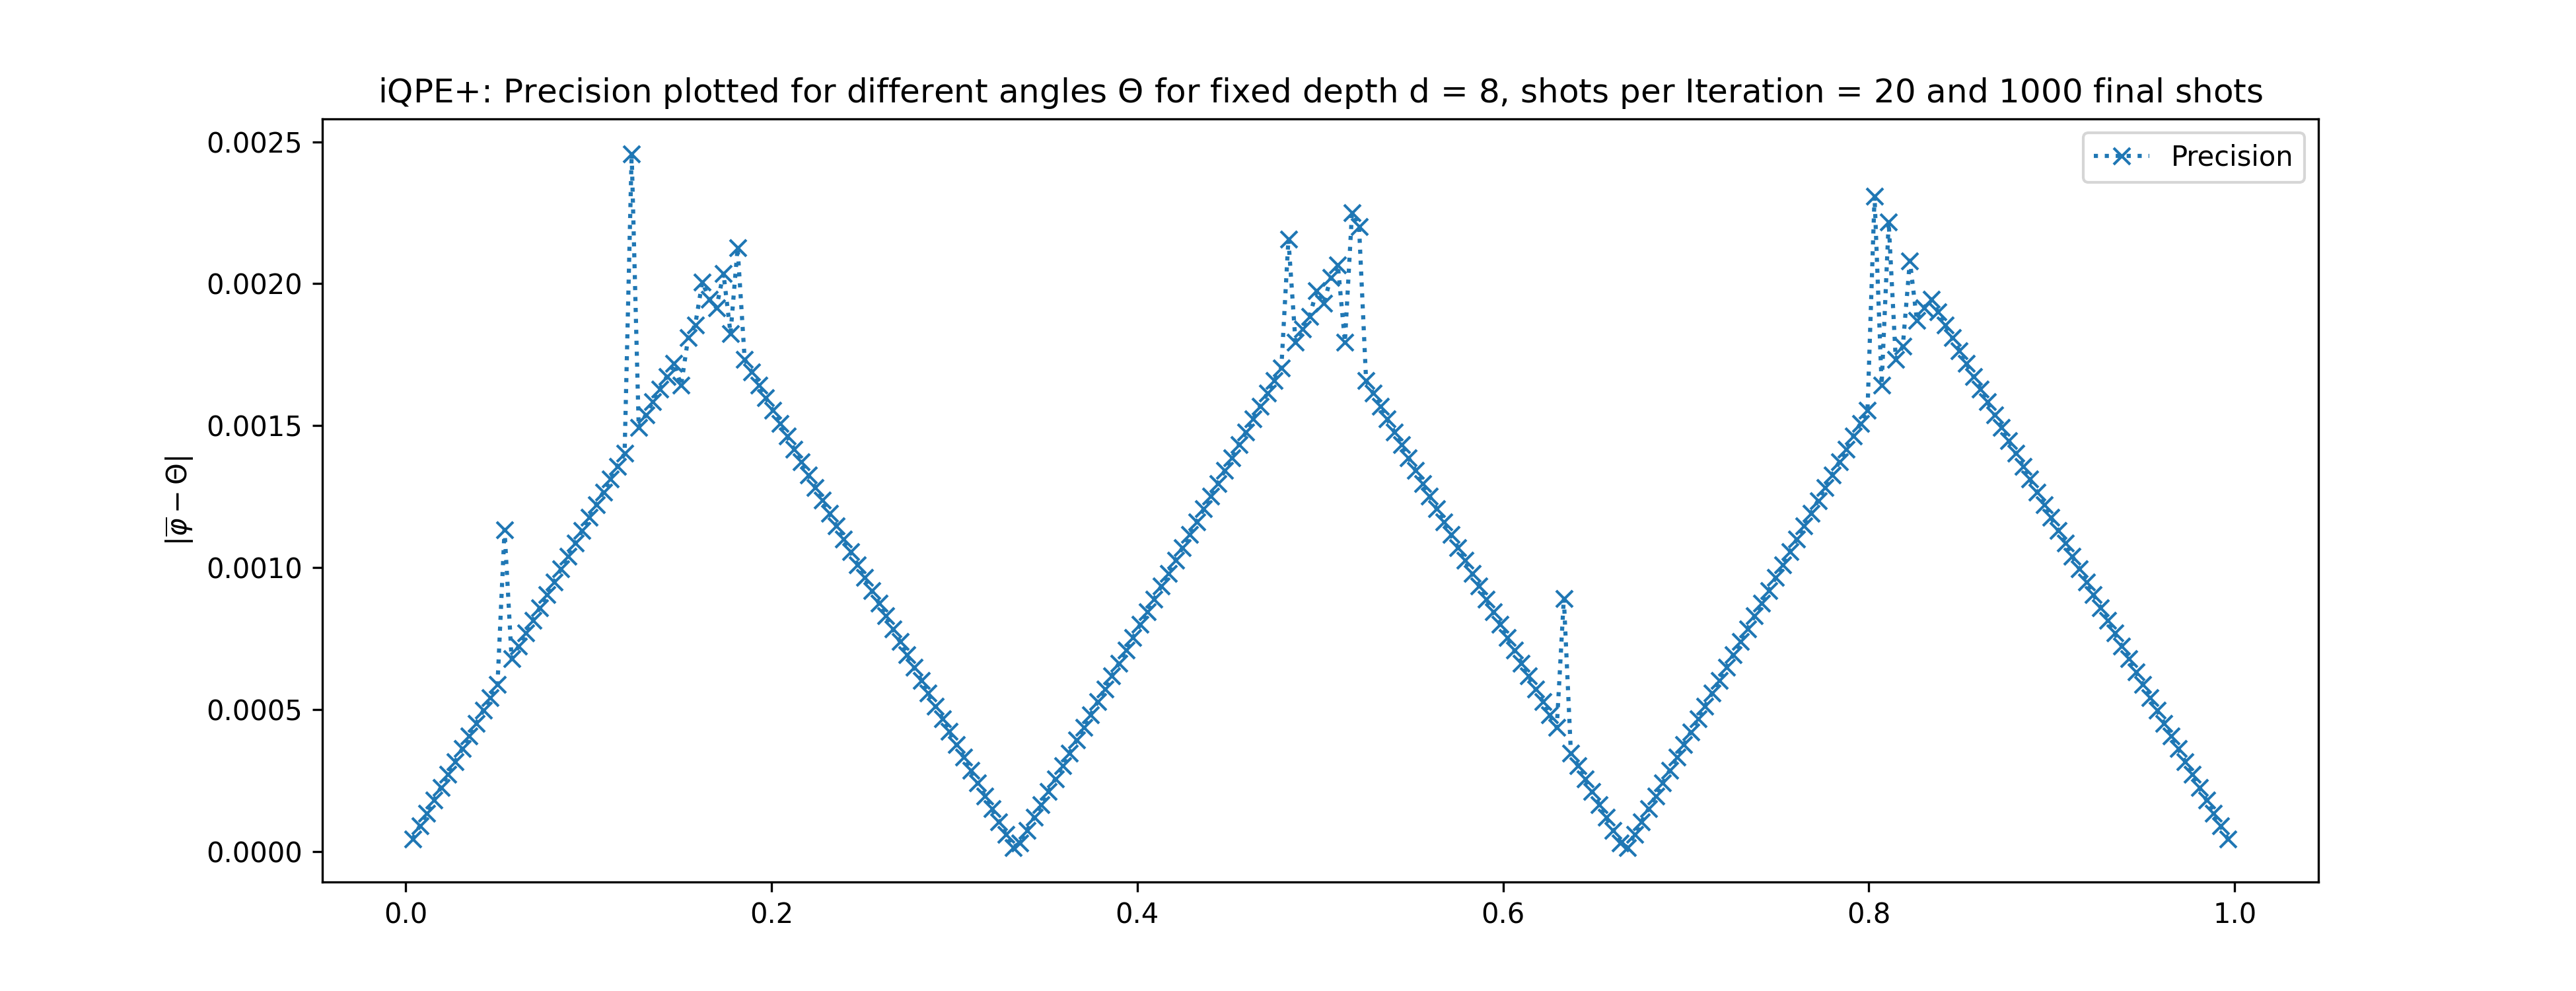 iQPE+: Precision plotted for different angles Θ for fixed depth d = 8, shots per Iteration = 20 and 1000 final shots
Precision
|φ̅ − Θ|
0.0025
0.0020
0.0015
0.0010
0.0005
0.0000
0.0 0.2 0.4 0.6 0.8 1.0